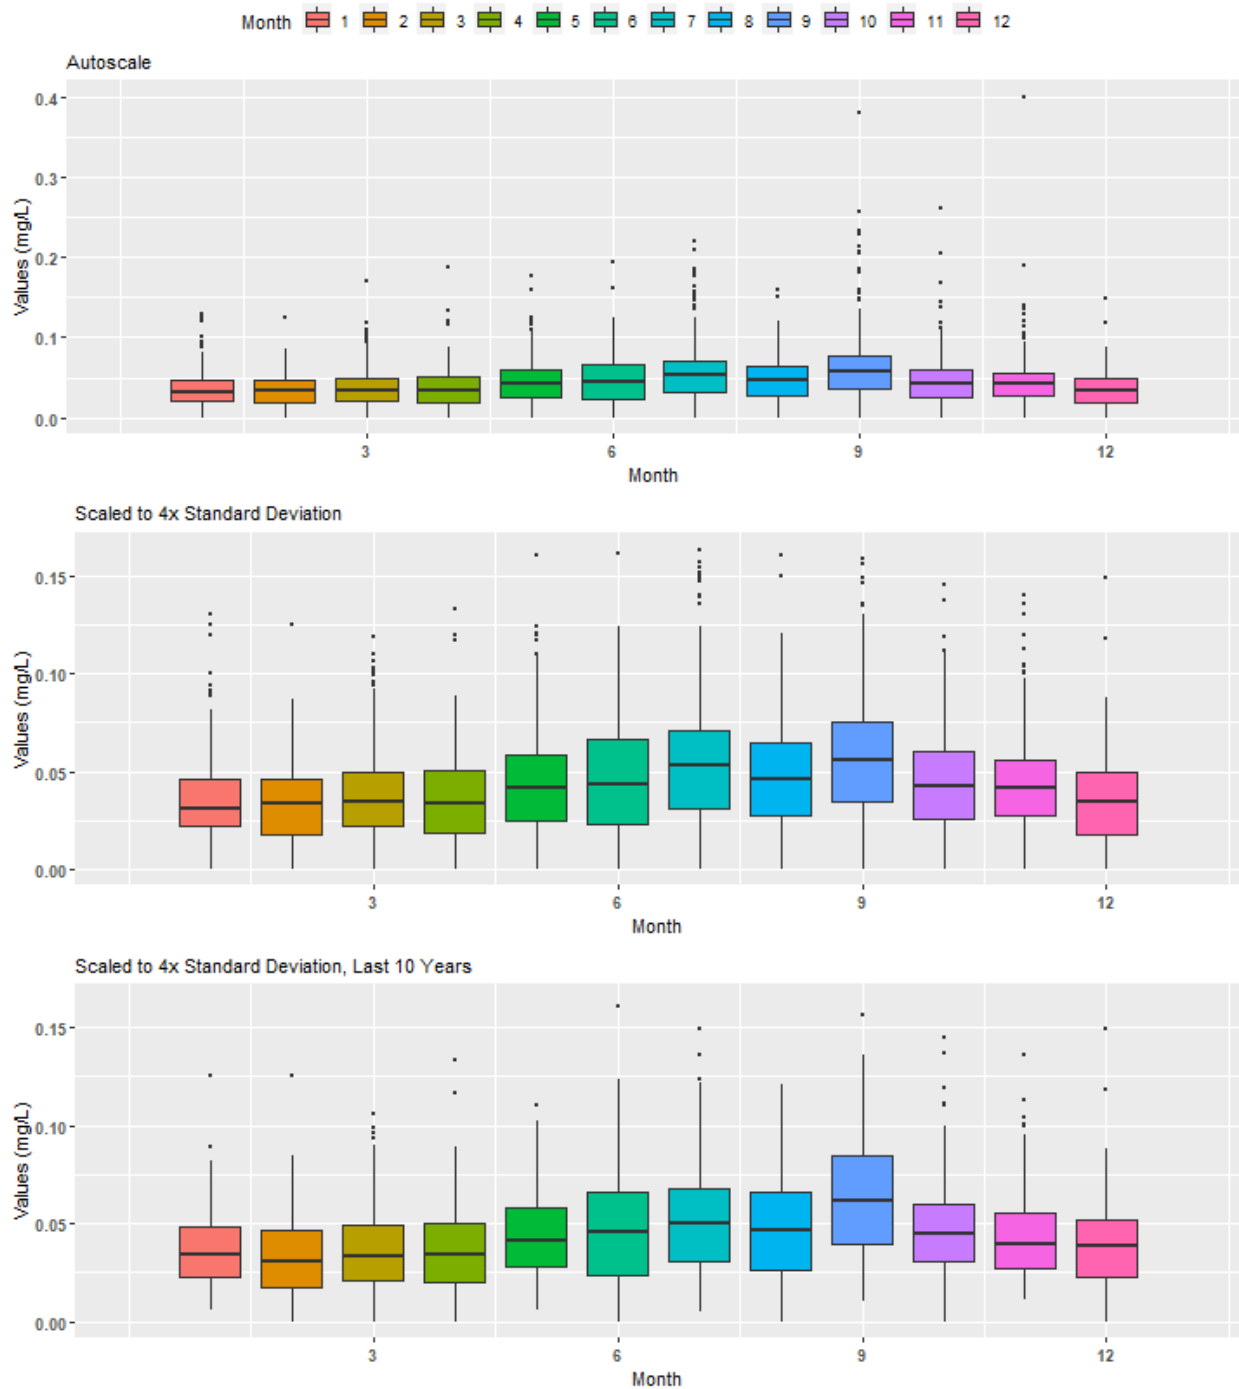 Month 1 2 3 4 5 6 7 8 9 10 11 12
Autoscale
Values (mg/L)
0.4
0.3
0.2
0.1
0.0
3 6 9 12
Month
Scaled to 4x Standard Deviation
Values (mg/L)
0.15
0.10
0.05
0.00
3 6 9 12
Month
Scaled to 4x Standard Deviation, Last 10 Years
Values (mg/L)
0.15
0.10
0.05
0.00
3 6 9 12
Month